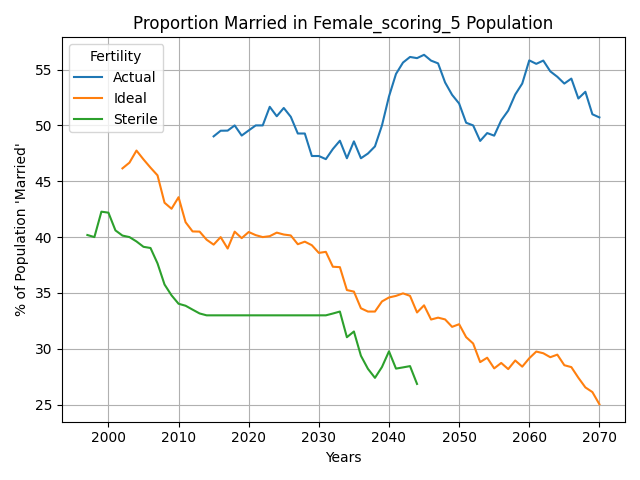 Proportion Married in Female_scoring_5 Population
Fertility
Actual
Ideal
Sterile
% of Population 'Married'
55
50
45
40
35
30
25
2000 2010 2020 2030 2040 2050 2060 2070
Years